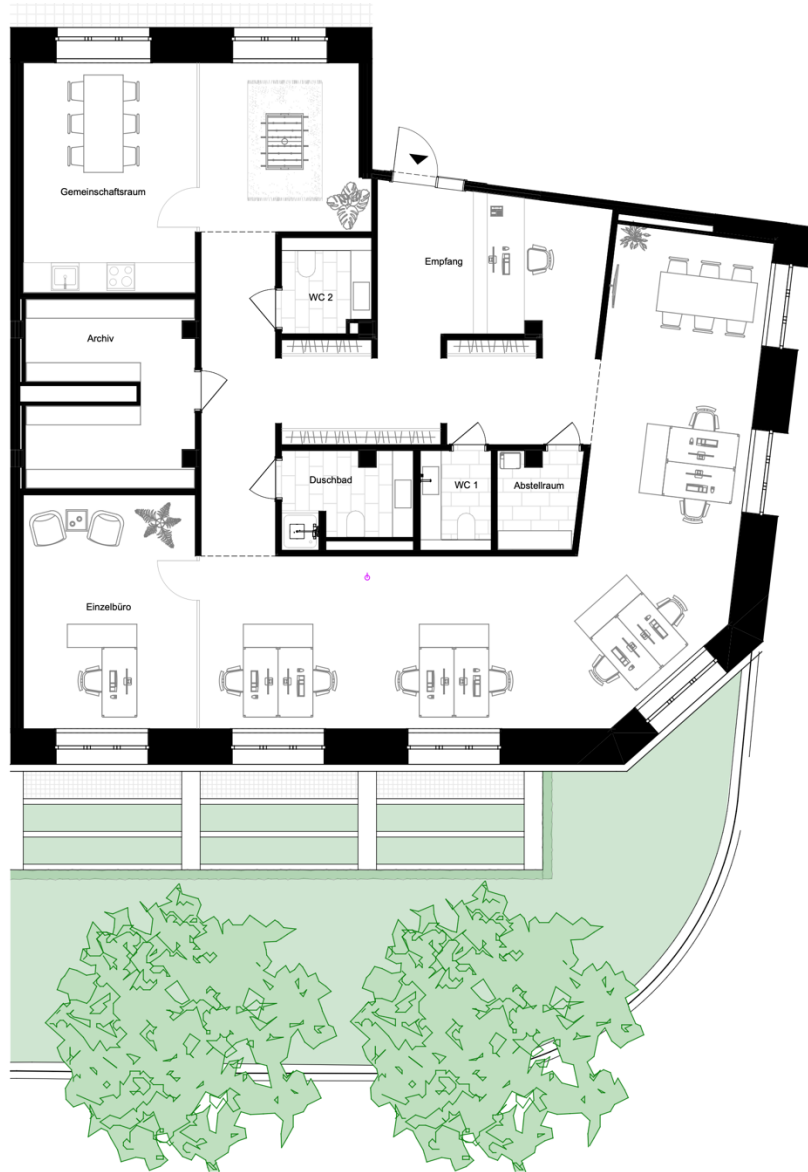 Gemeinschaftsraum
Empfang
WC 2
Archiv
Duschbad
WC 1
Abstellraum
Einzelbüro